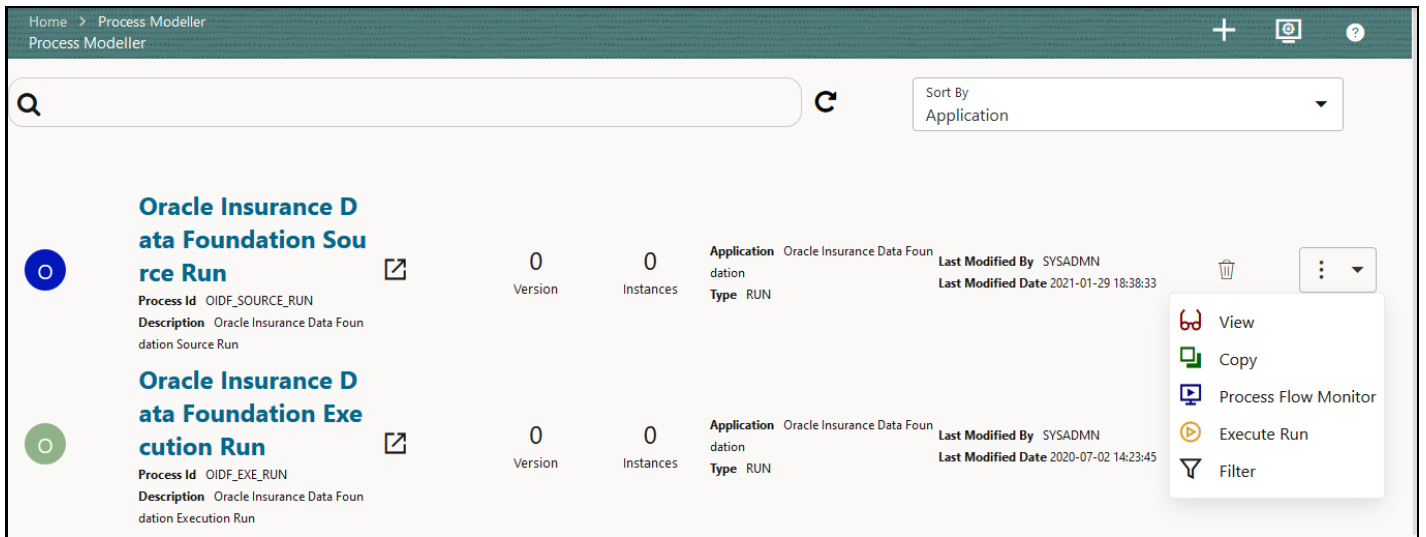 Home > Process Modeller
Process Modeller
Sort By
Application
Oracle Insurance D
ata Foundation Sou
rce Run
Process Id OIDF_SOURCE_RUN
Description Oracle Insurance Data Foun
dation Source Run
O
0
Version
0
Instances
Application Oracle Insurance Data Foun
dation
Type RUN
Last Modified By SYSADMN
Last Modified Date 2021-01-29 18:38:33
View
Copy
Process Flow Monitor
Execute Run
Filter
Oracle Insurance D
ata Foundation Exe
cution Run
Process Id OIDF_EXE_RUN
Description Oracle Insurance Data Foun
dation Execution Run
O
0
Version
0
Instances
Application Oracle Insurance Data Foun
dation
Type RUN
Last Modified By SYSADMN
Last Modified Date 2020-07-02 14:23:45